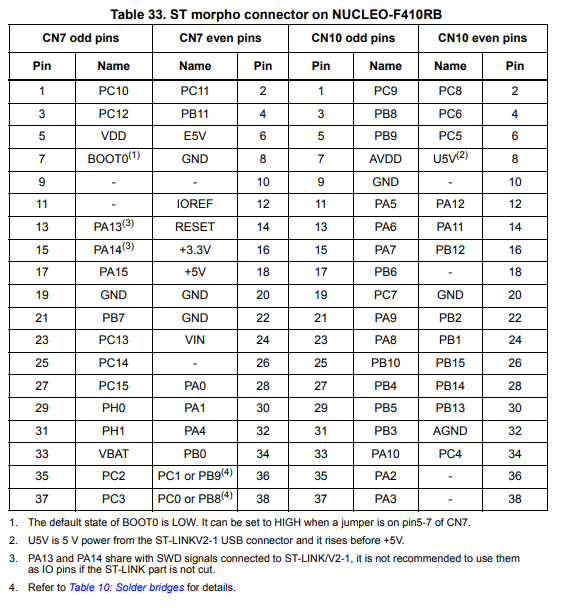 Table 33. ST morpho connector on NUCLEO-F410RB
CN7 odd pins CN7 even pins CN10 odd pins CN10 even pins
Pin Name Name Pin Pin Name Name Pin
1 PC10 PC11 2 1 PC9 PC8 2
3 PC12 PB11 4 3 PB8 PC6 4
5 VDD E5V 6 5 PB9 PC5 6
7 BOOT0(1) GND 8 7 AVDD U5V(2) 8
9 - - 10 9 GND - 10
11 - IOREF 12 11 PA5 PA12 12
13 PA13(3) RESET 14 13 PA6 PA11 14
15 PA14(3) +3.3V 16 15 PA7 PB12 16
17 PA15 +5V 18 17 PB6 - 18
19 GND GND 20 19 PC7 GND 20
21 PB7 GND 22 21 PA9 PB2 22
23 PC13 VIN 24 23 PA8 PB1 24
25 PC14 - 26 25 PB10 PB15 26
27 PC15 PA0 28 27 PB4 PB14 28
29 PH0 PA1 30 29 PB5 PB13 30
31 PH1 PA4 32 31 PB3 AGND 32
33 VBAT PB0 34 33 PA10 PC4 34
35 PC2 PC1 or PB9(4) 36 35 PA2 - 36
37 PC3 PC0 or PB8(4) 38 37 PA3 - 38
1. The default state of BOOT0 is LOW. It can be set to HIGH when a jumper is on pin5-7 of CN7.
2. U5V is 5 V power from the ST-LINKV2-1 USB connector and it rises before +5V.
3. PA13 and PA14 share with SWD signals connected to ST-LINK/V2-1, it is not recommended to use them
as IO pins if the ST-LINK part is not cut.
4. Refer to Table 10: Solder bridges for details.